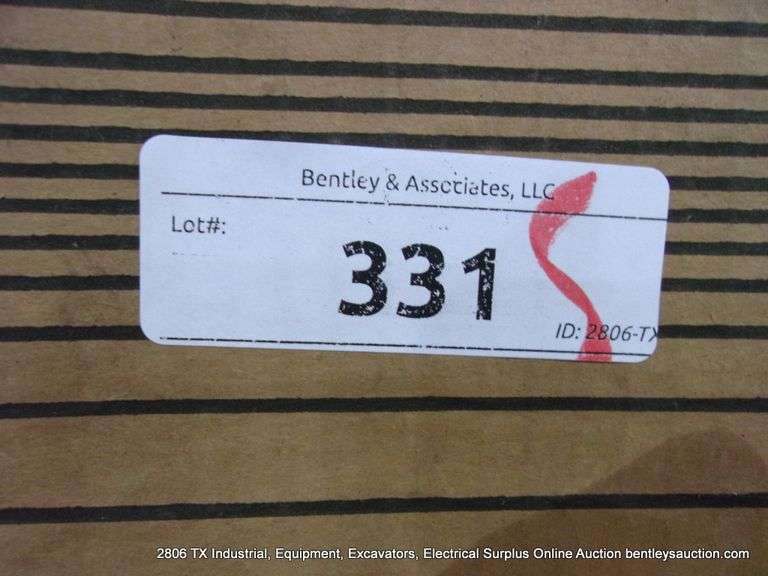 Bentley & Associates, LLC
Lot#:
331
ID: 2806-TX
2806 TX Industrial, Equipment, Excavators, Electrical Surplus Online Auction bentleysauction.com